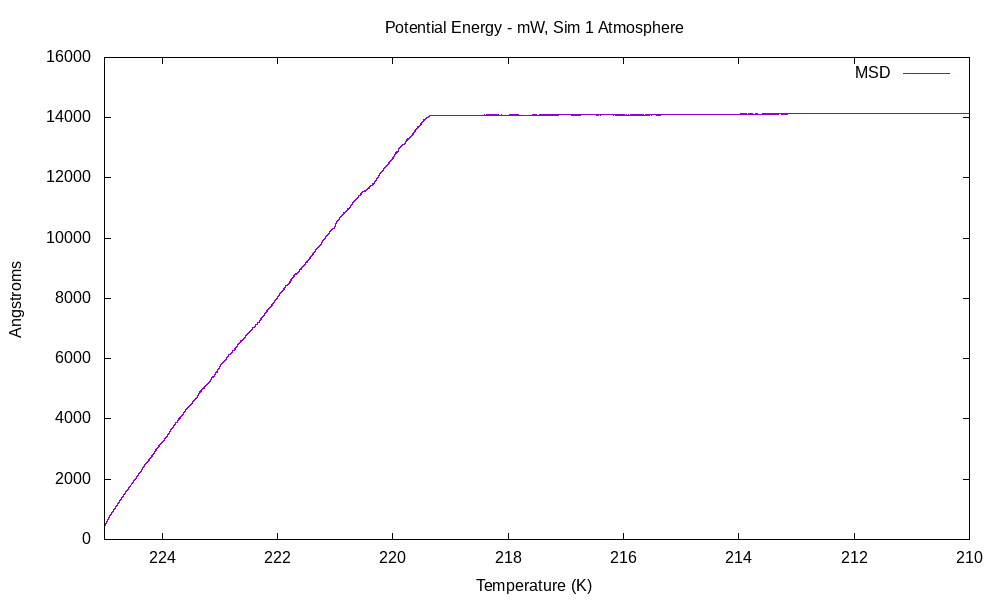 Potential Energy - mW, Sim 1 Atmosphere
MSD
16000
14000
12000
10000
8000
6000
4000
2000
0
Angstroms
224 222 220 218 216 214 212 210
Temperature (K)